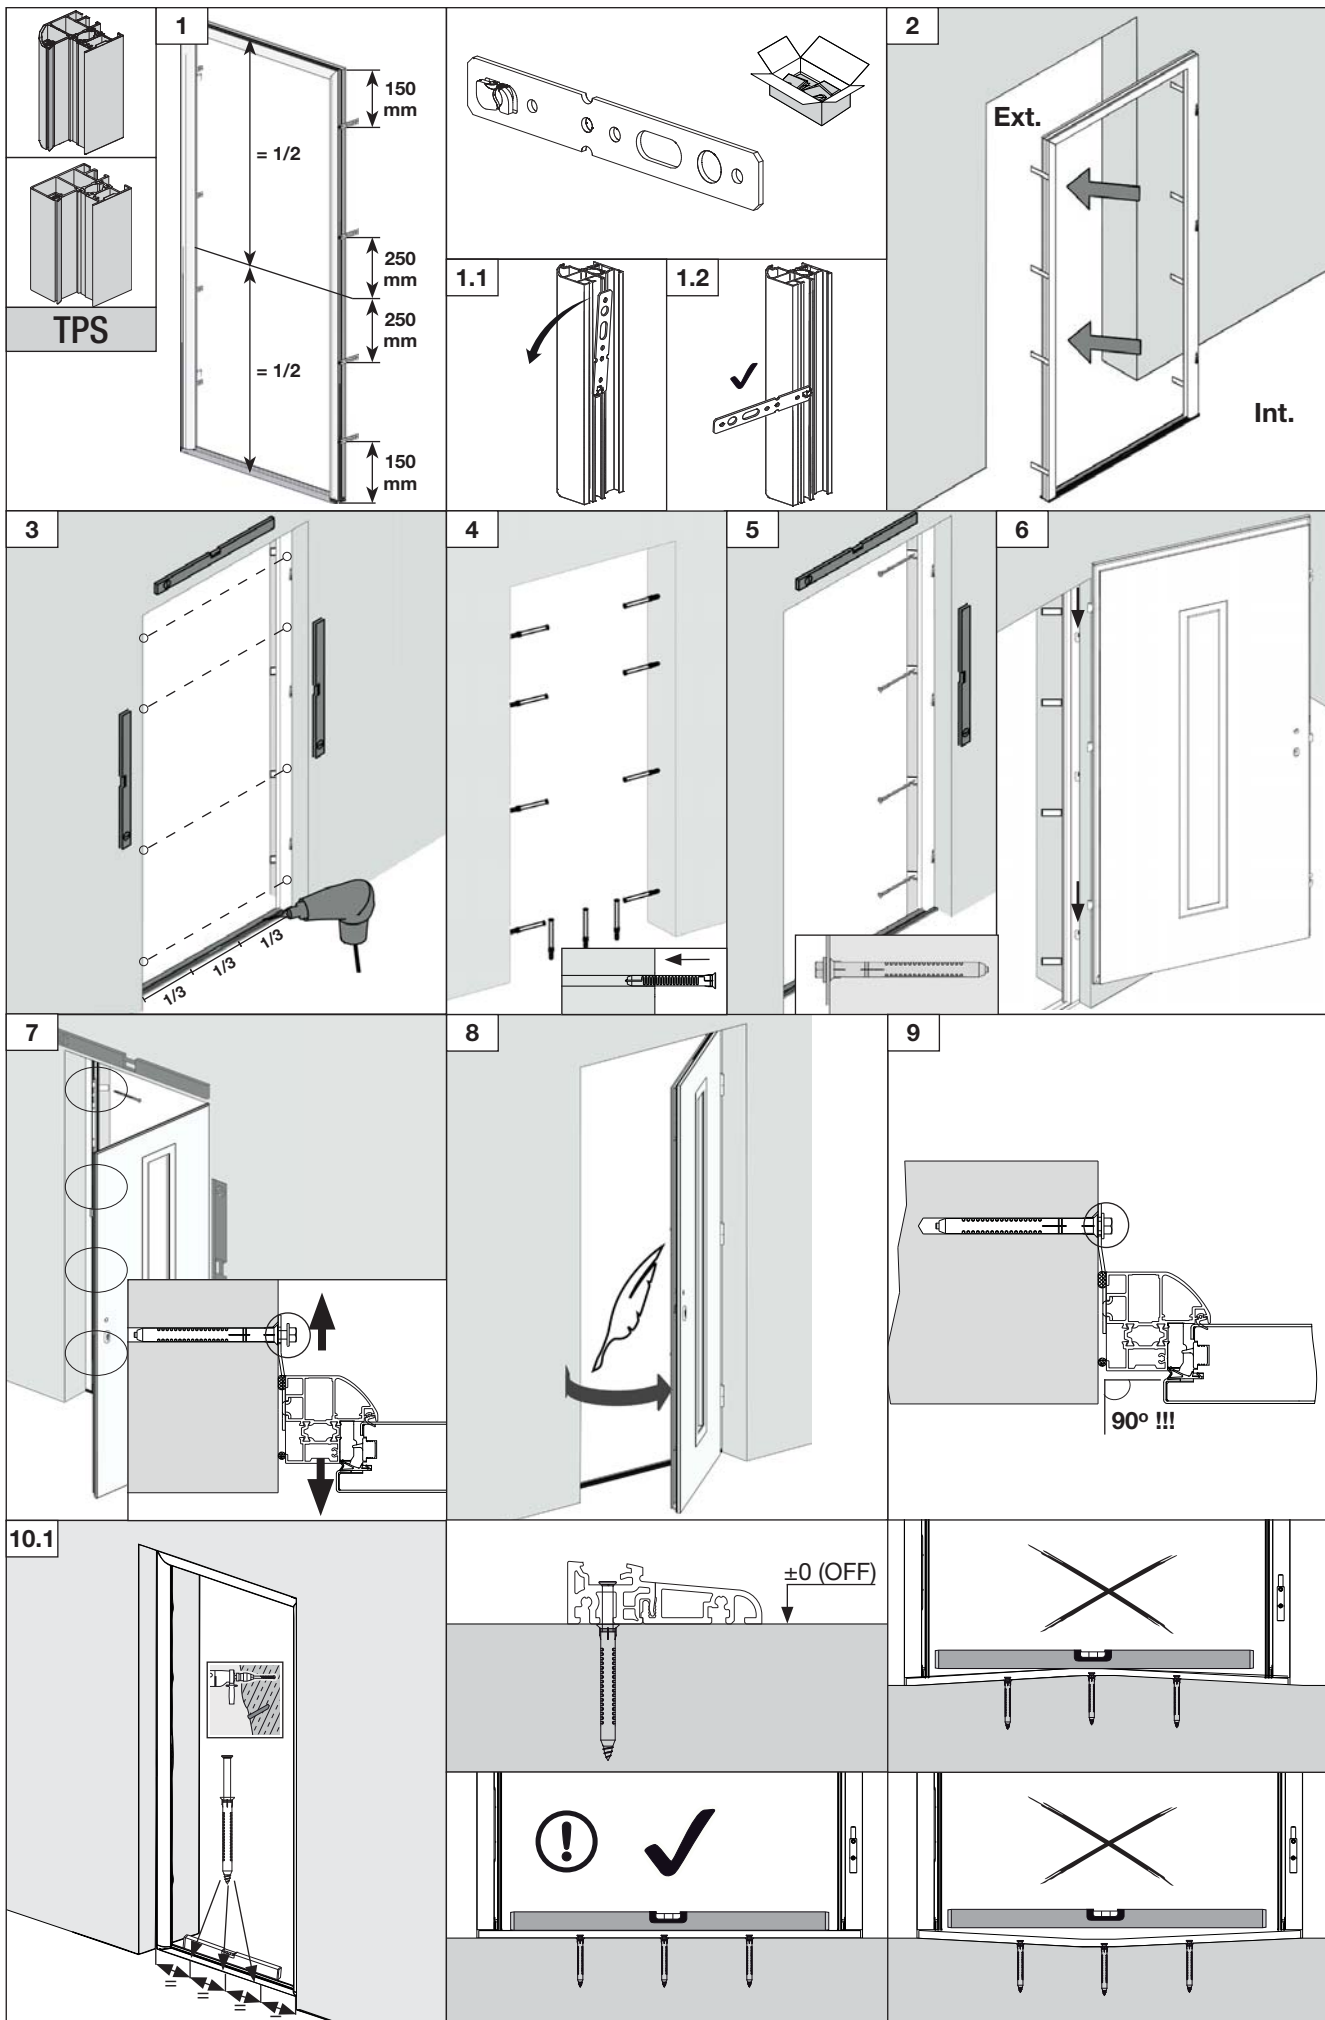 1
150
mm
= 1/2
250
mm
250
mm
= 1/2
150
mm
TPS
1.1
1.2
2
Ext.
Int.
3
1/3
1/3
1/3
4
5
6
7
8
9
90º !!!
10.1
=
=
=
=
±0 (OFF)
!